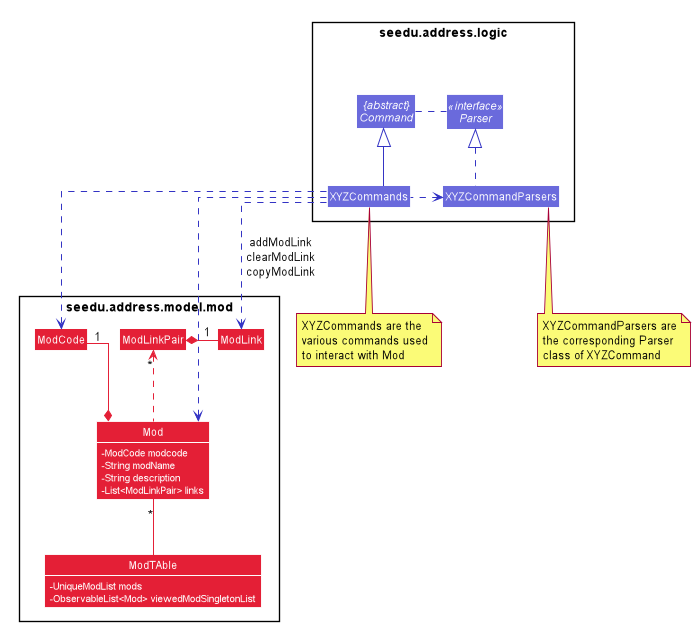 seedu.address.logic
{abstract}
Command
«interface»
Parser
XYZCommands
XYZCommandParsers
addModLink
clearModLink
copyModLink
XYZCommands are the
various commands used
to interact with Mod
XYZCommandParsers are
the corresponding Parser
class of XYZCommand
seedu.address.model.mod
ModCode
1
ModLinkPair
1
ModLink
*
Mod
-ModCode modcode
-String modName
-String description
-List<ModLinkPair> links
*
ModTAble
-UniqueModList mods
-ObservableList<Mod> viewedModSingletonList